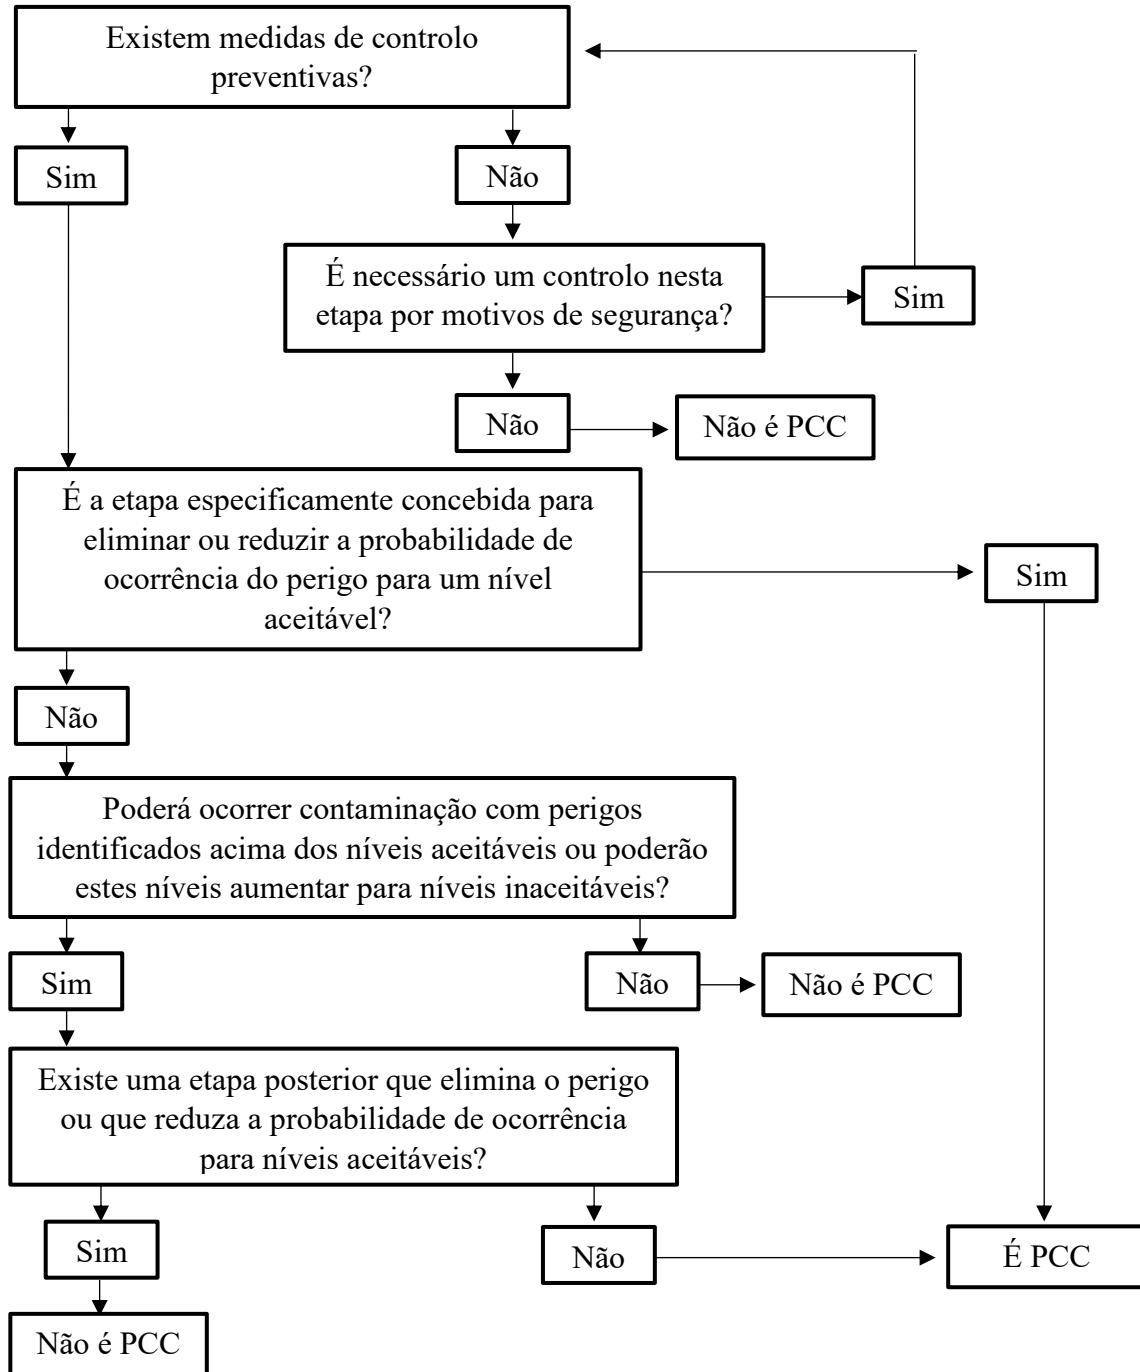 Existem medidas de controlo
preventivas?
Sim
Não
É necessário um controlo nesta
etapa por motivos de segurança?
Sim
Não
Não é PCC
É a etapa especificamente concebida para
eliminar ou reduzir a probabilidade de
ocorrência do perigo para um nível
aceitável?
Sim
Não
Poderá ocorrer contaminação com perigos
identificados acima dos níveis aceitáveis ou poderão
estes níveis aumentar para níveis inaceitáveis?
Sim
Não
Não é PCC
Existe uma etapa posterior que elimina o perigo
ou que reduza a probabilidade de ocorrência
para níveis aceitáveis?
Sim
Não
É PCC
Não é PCC